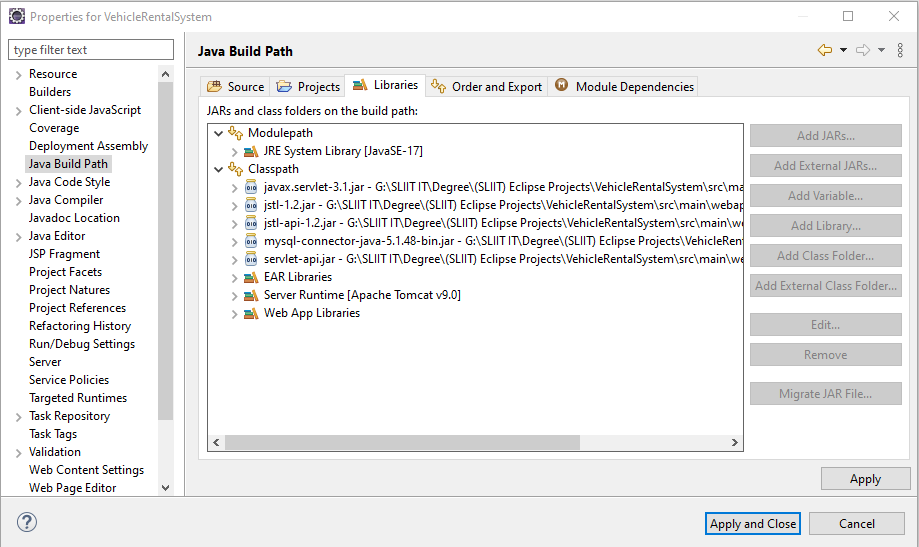 Properties for VehicleRentalSystem
type filter text
Resource
Builders
Client-side JavaScript
Coverage
Deployment Assembly
Java Build Path
Java Code Style
Java Compiler
Javadoc Location
Java Editor
JSP Fragment
Project Facets
Project Natures
Project References
Refactoring History
Run/Debug Settings
Server
Service Policies
Targeted Runtimes
Task Repository
Task Tags
Validation
Web Content Settings
Web Page Editor
Java Build Path
Source Projects Libraries Order and Export Module Dependencies
JARs and class folders on the build path:
Modulepath
JRE System Library [JavaSE-17]
Classpath
javax.servlet-3.1.jar - G:\SLIIT IT\Degree\(SLIIT) Eclipse Projects\VehicleRentalSystem\src\ma
jstl-1.2.jar - G:\SLIIT IT\Degree\(SLIIT) Eclipse Projects\VehicleRentalSystem\src\main\webap
jstl-api-1.2.jar - G:\SLIIT IT\Degree\(SLIIT) Eclipse Projects\VehicleRentalSystem\src\main\we
mysql-connector-java-5.1.48-bin.jar - G:\SLIIT IT\Degree\(SLIIT) Eclipse Projects\VehicleRent
servlet-api.jar - G:\SLIIT IT\Degree\(SLIIT) Eclipse Projects\VehicleRentalSystem\src\main\we
EAR Libraries
Server Runtime [Apache Tomcat v9.0]
Web App Libraries
Add JARs...
Add External JARs...
Add Variable...
Add Library...
Add Class Folder...
Add External Class Folder...
Edit...
Remove
Migrate JAR File...
Apply
Apply and Close
Cancel